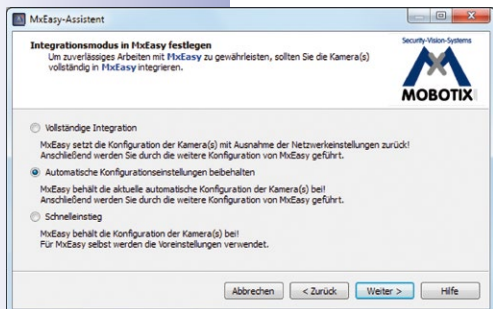 MxEasy-Assistent
Integrationsmodus in MxEasy festlegen
Um zuverlässiges Arbeiten mit MxEasy zu gewährleisten, sollten Sie die Kamera(s)
vollständig in MxEasy integrieren.
Security-Vision-Systems
MOBOTIX
Vollständige Integration
MxEasy setzt die Konfiguration der Kamera(s) mit Ausnahme der Netzwerkeinstellungen zurück!
Anschließend werden Sie durch die weitere Konfiguration von MxEasy geführt.
Automatische Konfigurationseinstellungen beibehalten
MxEasy behält die aktuelle automatische Konfiguration der Kamera(s) bei!
Anschließend werden Sie durch die weitere Konfiguration von MxEasy geführt.
Schnelleinstieg
MxEasy behält die Konfiguration der Kamera(s) bei!
Für MxEasy selbst werden die Voreinstellungen verwendet.
Abbrechen < Zurück Weiter > Hilfe